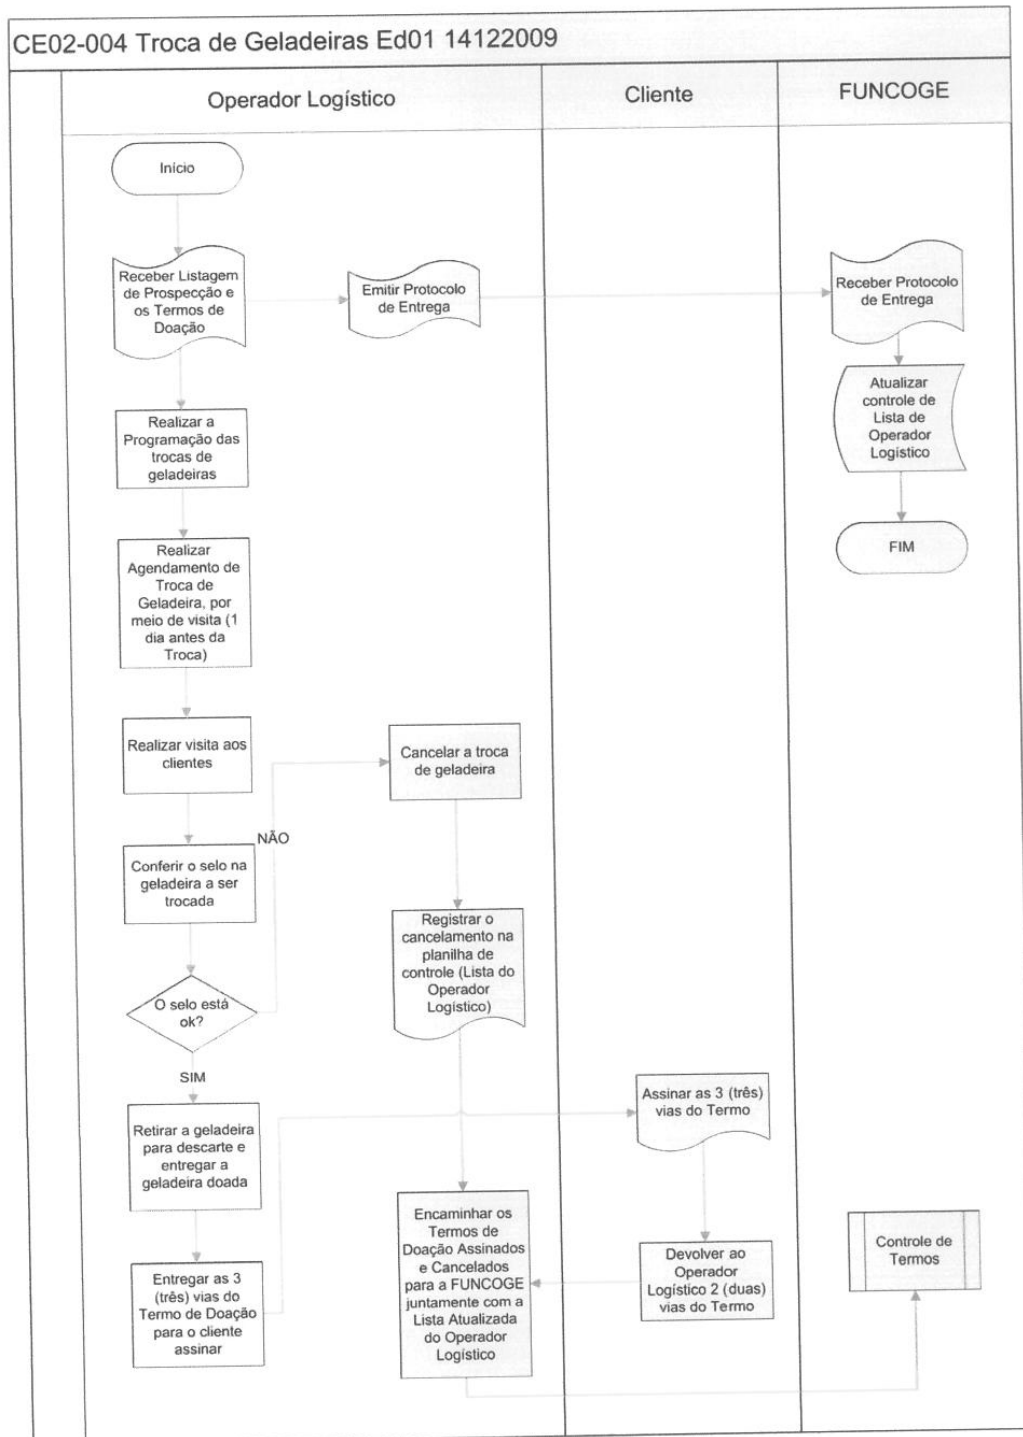 CE02-004 Troca de Geladeiras Ed01 14122009
Operador Logístico
Cliente
FUNCOGE
Início
Receber Listagem
de Prospecção e
os Termos de
Doação
Emitir Protocolo
de Entrega
Receber Protocolo
de Entrega
Atualizar
controle de
Lista de
Operador
Logístico
FIM
Realizar a
Programação das
trocas de
geladeiras
Realizar
Agendamento de
Troca de
Geladeira, por
meio de visita (1
dia antes da
Troca)
Realizar visita aos
clientes
Cancelar a troca
de geladeira
NÃO
Conferir o selo na
geladeira a ser
trocada
Registrar o
cancelamento na
planilha de
controle (Lista do
Operador
Logístico)
O selo está
ok?
SIM
Retirar a geladeira
para descarte e
entregar a
geladeira doada
Assinar as 3 (três)
vias do Termo
Entregar as 3
(três) vias do
Termo de Doação
para o cliente
assinar
Encaminhar os
Termos de
Doação Assinados
e Cancelados
para a FUNCOGE
juntamente com a
Lista Atualizada
do Operador
Logístico
Devolver ao
Operador
Logístico 2 (duas)
vias do Termo
Controle de
Termos